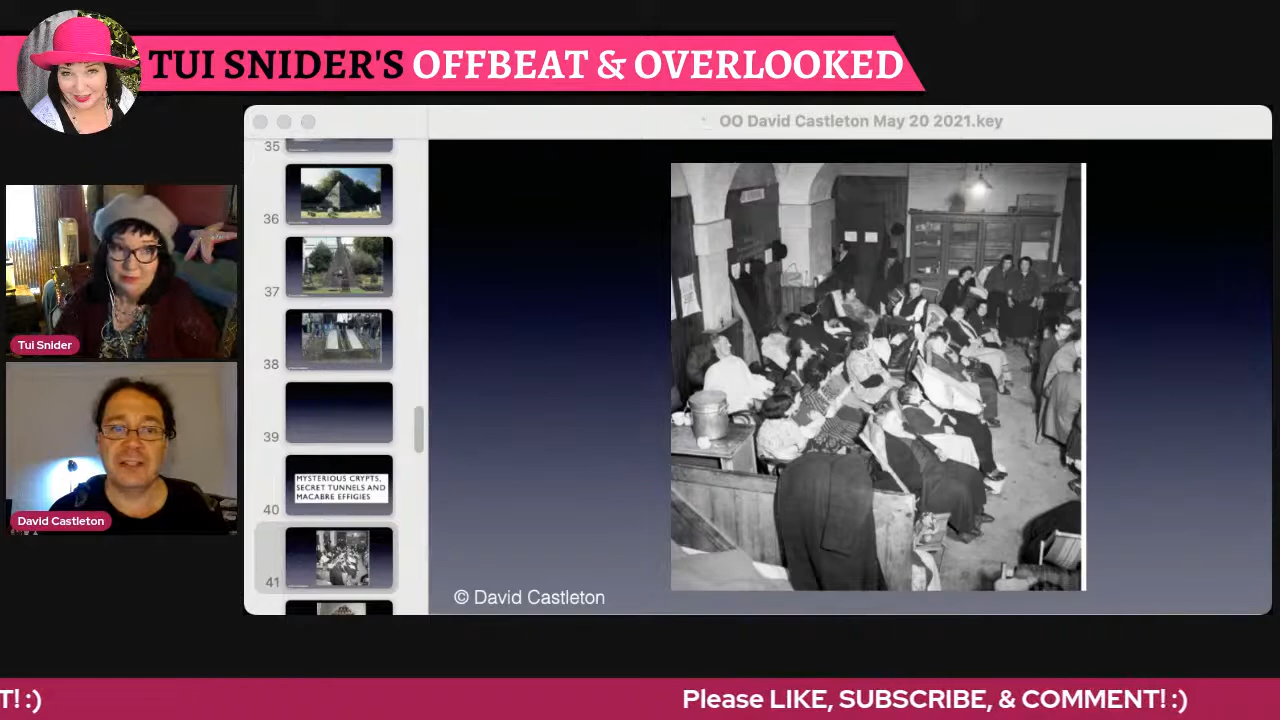 TUI SNIDER'S OFFBEAT & OVERLOOKED
OO David Castleton May 20 2021.key
35
36
37
38
39
40
MYSTERIOUS CRYPTS,
SECRET TUNNELS AND
MACABRE EFFIGIES
41
Tui Snider
David Castleton
© David Castleton
T! :)
Please LIKE, SUBSCRIBE, & COMMENT! :)